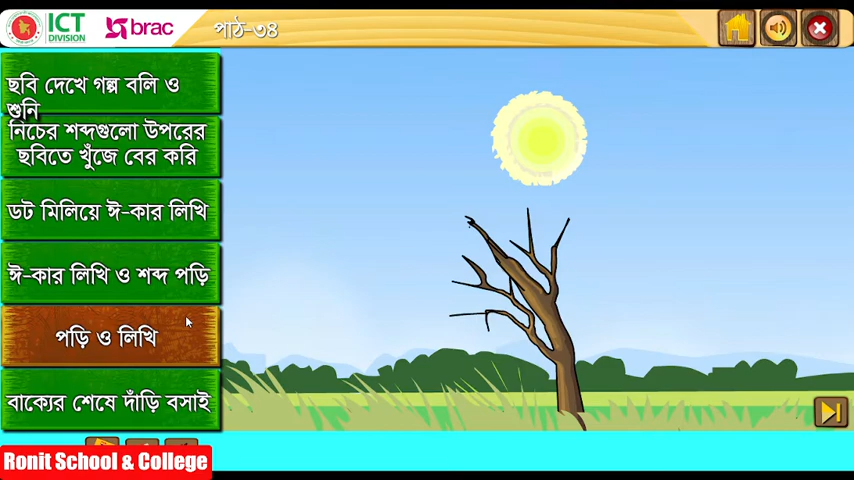 ICT
DIVISION
brac
পাঠ-৩৪
ছবি দেখে গল্প বলি ও
শুনি
নিচের শব্দগুলো উপরের
ছবিতে খুঁজে বের করি
ডট মিলিয়ে ঈ-কার লিখি
ঈ-কার লিখি ও শব্দ পড়ি
পড়ি ও লিখি
বাক্যের শেষে দাঁড়ি বসাই
Ronit School & College